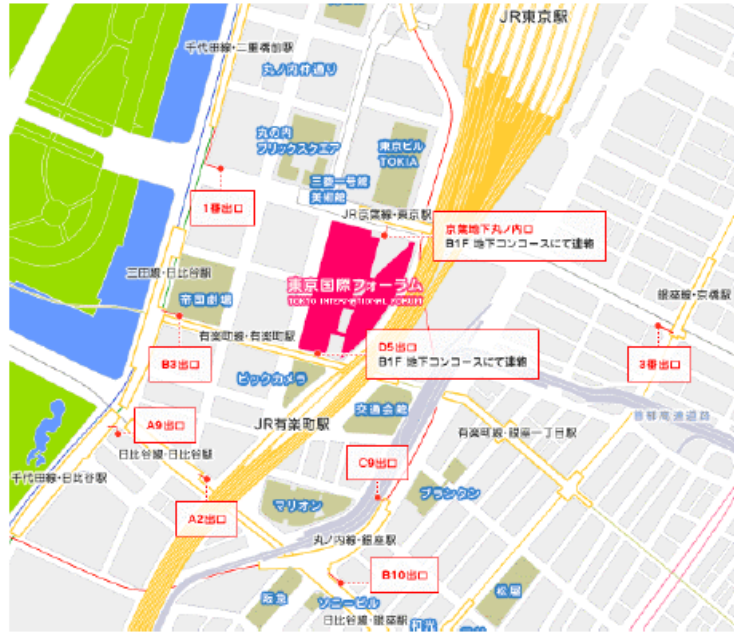 JR東京駅
千代田線・二重橋前駅
丸ノ内仲通り
丸の内
ブリックスクエア
東京ビル
TOKIA
三菱一号館
美術館
1番出口
JR京葉線・東京駅
京葉地下丸ノ内口
B1F 地下コンコースにて連絡
三田線・日比谷駅
東京国際フォーラム
TOKYO INTERNATIONAL FORUM
帝国劇場
銀座線・京橋駅
有楽町線・有楽町駅
D5出口
B1F 地下コンコースにて連絡
B3出口
3番出口
ビックカメラ
交通会館
首都高速道路
A9出口
JR有楽町駅
有楽町線・銀座一丁目駅
日比谷線・日比谷駅
C9出口
千代田線・日比谷駅
プランタン
マリオン
A2出口
丸ノ内線・銀座駅
B10出口
阪急
ソニービル
松屋
日比谷線・銀座駅
和光